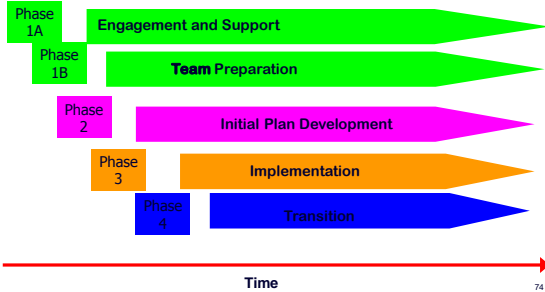 Phase
1A
Engagement and Support
Phase
1B
Team Preparation
Phase
2
Initial Plan Development
Phase
3
Implementation
Phase
4
Transition
Time
74